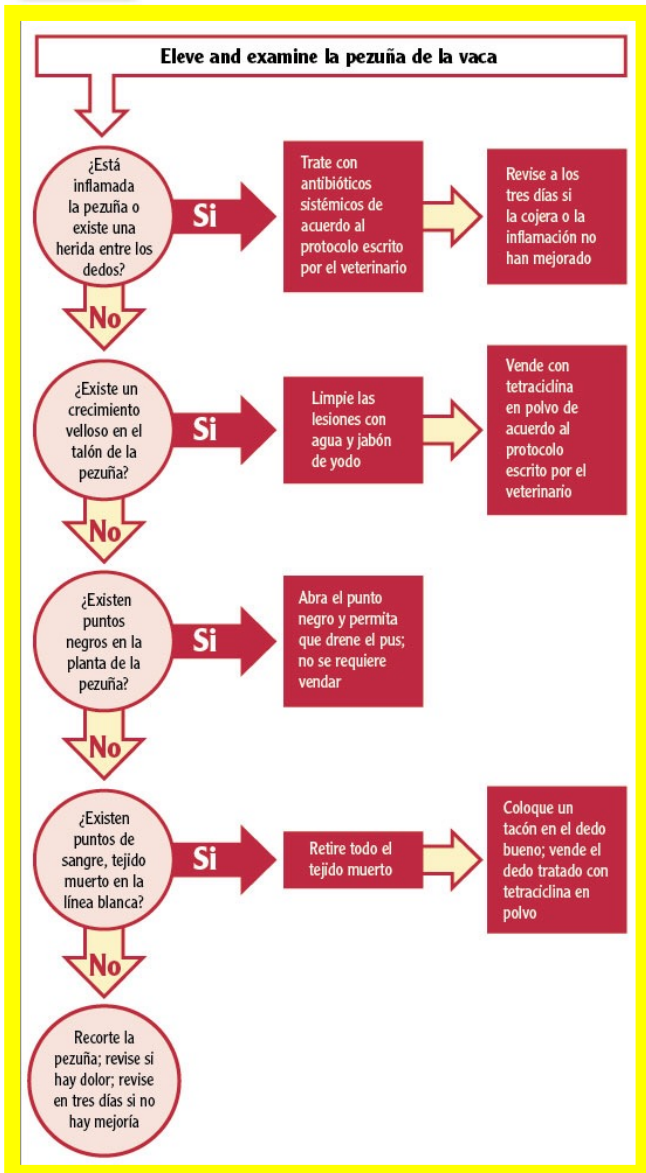 Eleve and examine la pezuña de la vaca
¿Está
inflamada
la pezuña o
existe una
herida entre los
dedos?
Si
Trate con
antibióticos
sistémicos de
acuerdo al
protocolo escrito
por el veterinario
Revise a los
tres días si
la cojera o la
inflamación no
han mejorado
No
¿Existe un
crecimiento
velloso en el
talón de la
pezuña?
Si
Límpie las
lesiones con
agua y jabón
de yodo
Vende con
tetraciclína
en polvo de
acuerdo al
protocolo
escrito por el
veterinario
No
¿Existen
puntos
negros en la
planta de la
pezuña?
Si
Abra el punto
negro y permita
que drene el pus;
no se requiere
vendar
No
¿Existen
puntos de
sangre, tejido
muerto en la
línea blanca?
Si
Retire todo el
tejido muerto
Coloque un
tacón en el dedo
bueno; vende el
dedo tratado con
tetraciclina en
polvo
No
Recorte la
pezuña; revise si
hay dolor; revise
en tres días si no
hay mejoría